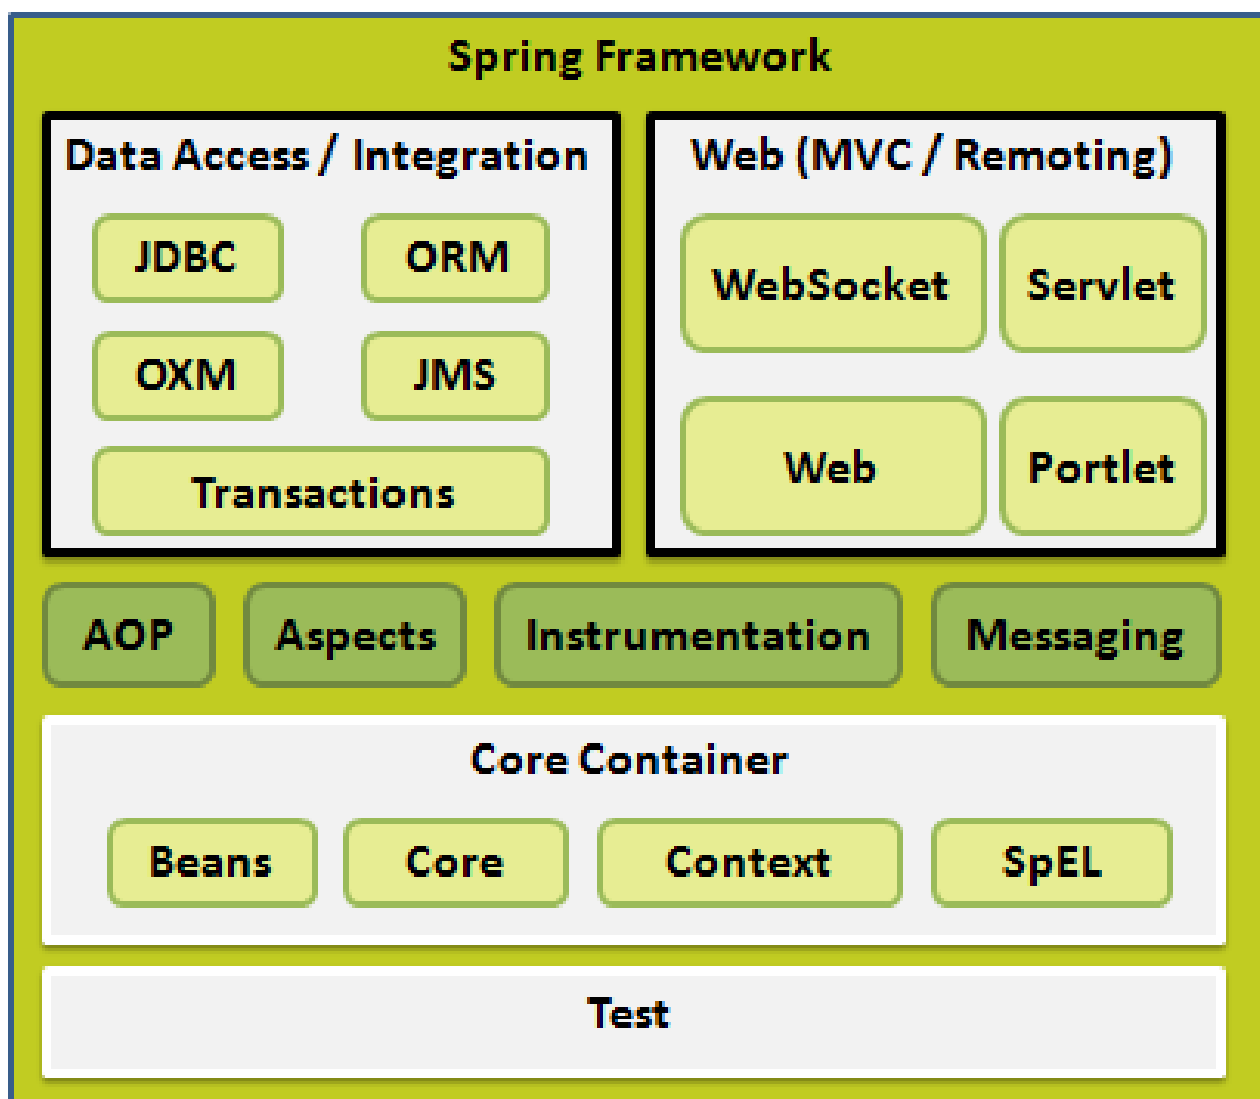 Spring Framework
Data Access / Integration
JDBC
ORM
OXM
JMS
Transactions
Web (MVC / Remoting)
WebSocket
Servlet
Web
Portlet
AOP
Aspects
Instrumentation
Messaging
Core Container
Beans
Core
Context
SpEL
Test